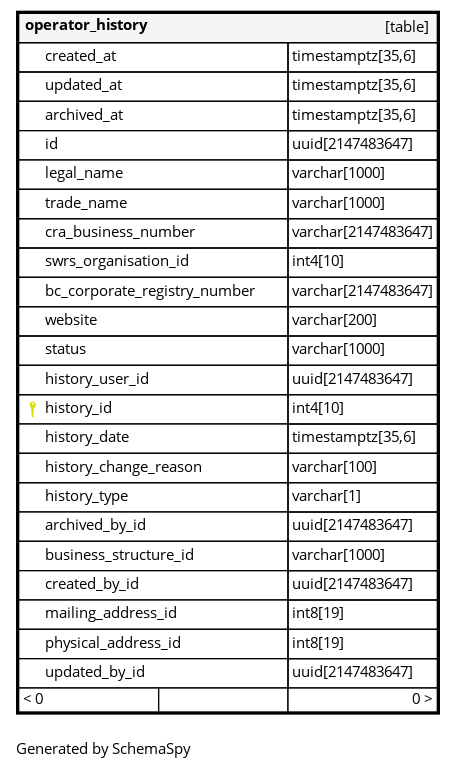 operator_history [table]
created_at timestamptz[35,6]
updated_at timestamptz[35,6]
archived_at timestamptz[35,6]
id uuid[2147483647]
legal_name varchar[1000]
trade_name varchar[1000]
cra_business_number varchar[2147483647]
swrs_organisation_id int4[10]
bc_corporate_registry_number varchar[2147483647]
website varchar[200]
status varchar[1000]
history_user_id uuid[2147483647]
history_id int4[10]
history_date timestamptz[35,6]
history_change_reason varchar[100]
history_type varchar[1]
archived_by_id uuid[2147483647]
business_structure_id varchar[1000]
created_by_id uuid[2147483647]
mailing_address_id int8[19]
physical_address_id int8[19]
updated_by_id uuid[2147483647]
< 0 0 >
Generated by SchemaSpy